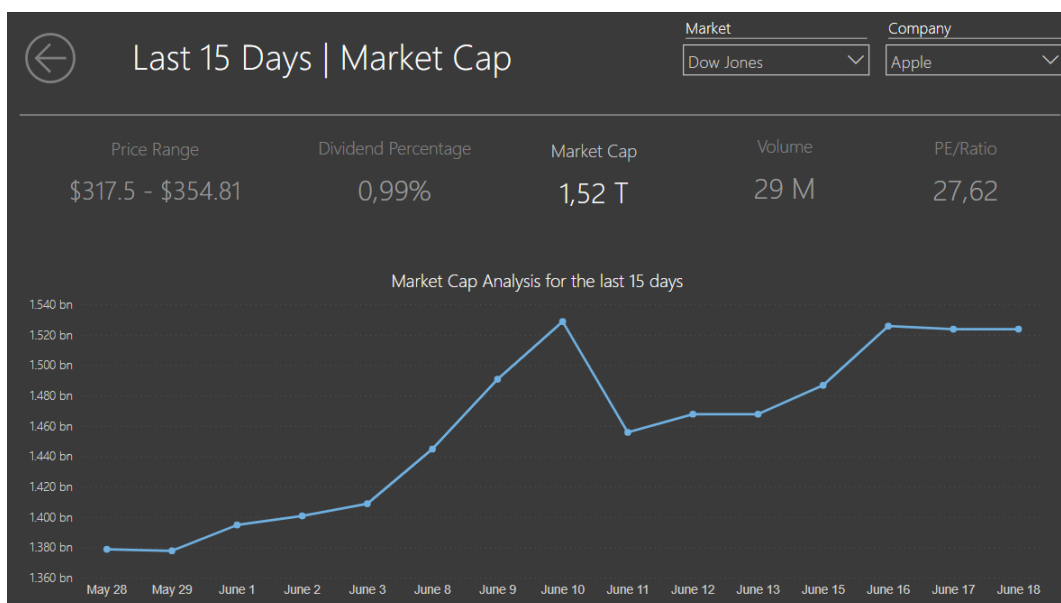 Last 15 Days | Market Cap
Market
Dow Jones
Company
Apple
Price Range
$317.5 - $354.81
Dividend Percentage
0,99%
Market Cap
1,52 T
Volume
29 M
PE/Ratio
27,62
Market Cap Analysis for the last 15 days
1.540 bn
1.520 bn
1.500 bn
1.480 bn
1.460 bn
1.440 bn
1.420 bn
1.400 bn
1.380 bn
1.360 bn
May 28 May 29 June 1 June 2 June 3 June 8 June 9 June 10 June 11 June 12 June 13 June 15 June 16 June 17 June 18